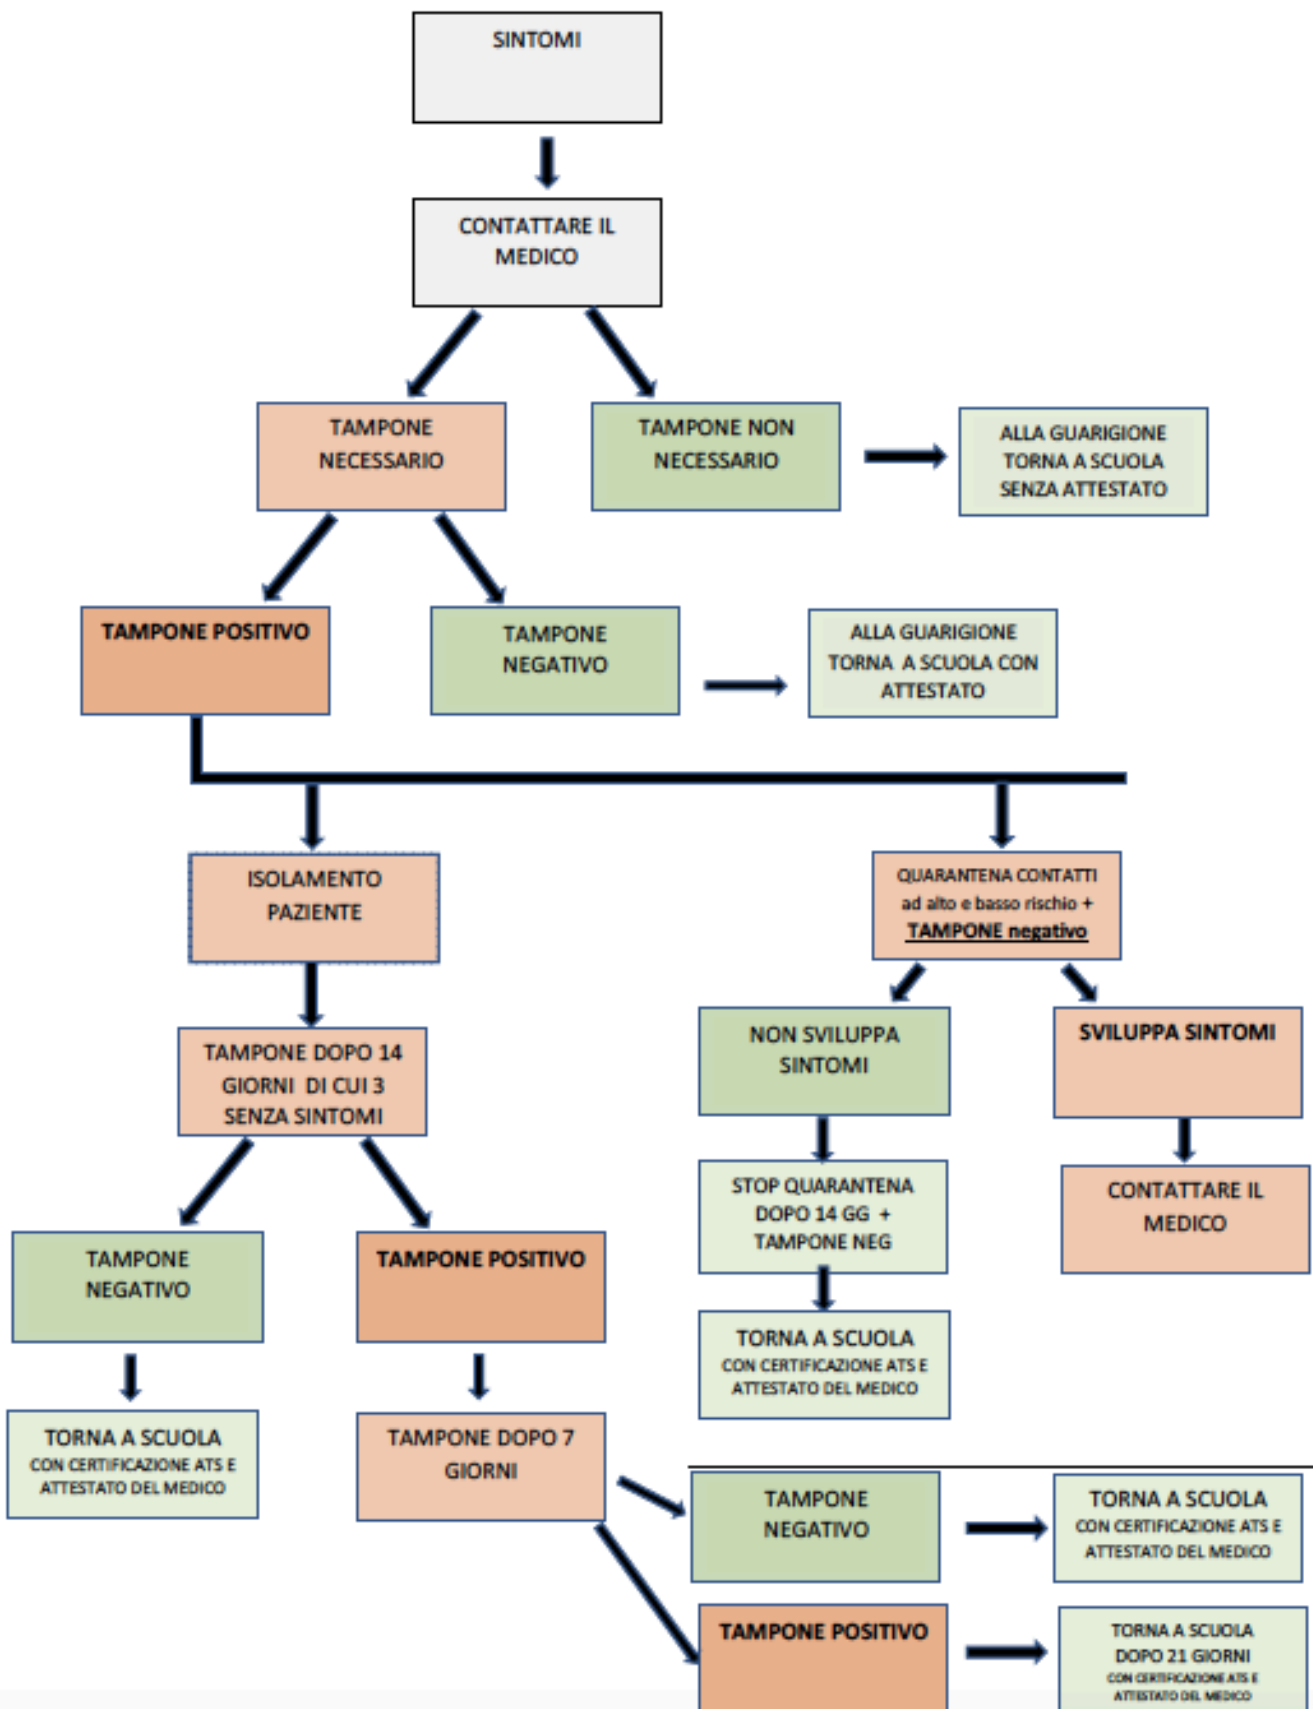 SINTOMI
CONTATTARE IL
MEDICO
TAMPONE
NECESSARIO
TAMPONE NON
NECESSARIO
ALLA GUARIGIONE
TORNA A SCUOLA
SENZA ATTESTATO
TAMPONE POSITIVO
TAMPONE
NEGATIVO
ALLA GUARIGIONE
TORNA A SCUOLA CON
ATTESTATO
ISOLAMENTO
PAZIENTE
QUARANTENA CONTATTI
ad alto e basso rischio +
TAMPONE negativo
TAMPONE DOPO 14
GIORNI DI CUI 3
SENZA SINTOMI
NON SVILUPPA
SINTOMI
SVILUPPA SINTOMI
STOP QUARANTENA
DOPO 14 GG +
TAMPONE NEG
CONTATTARE IL
MEDICO
TAMPONE
NEGATIVO
TAMPONE POSITIVO
TORNA A SCUOLA
CON CERTIFICAZIONE ATS E
ATTESTATO DEL MEDICO
TORNA A SCUOLA
CON CERTIFICAZIONE ATS E
ATTESTATO DEL MEDICO
TAMPONE DOPO 7
GIORNI
TAMPONE
NEGATIVO
TORNA A SCUOLA
CON CERTIFICAZIONE ATS E
ATTESTATO DEL MEDICO
TAMPONE POSITIVO
TORNA A SCUOLA
DOPO 21 GIORNI
CON CERTIFICAZIONE ATS E
ATTESTATO DEL MEDICO